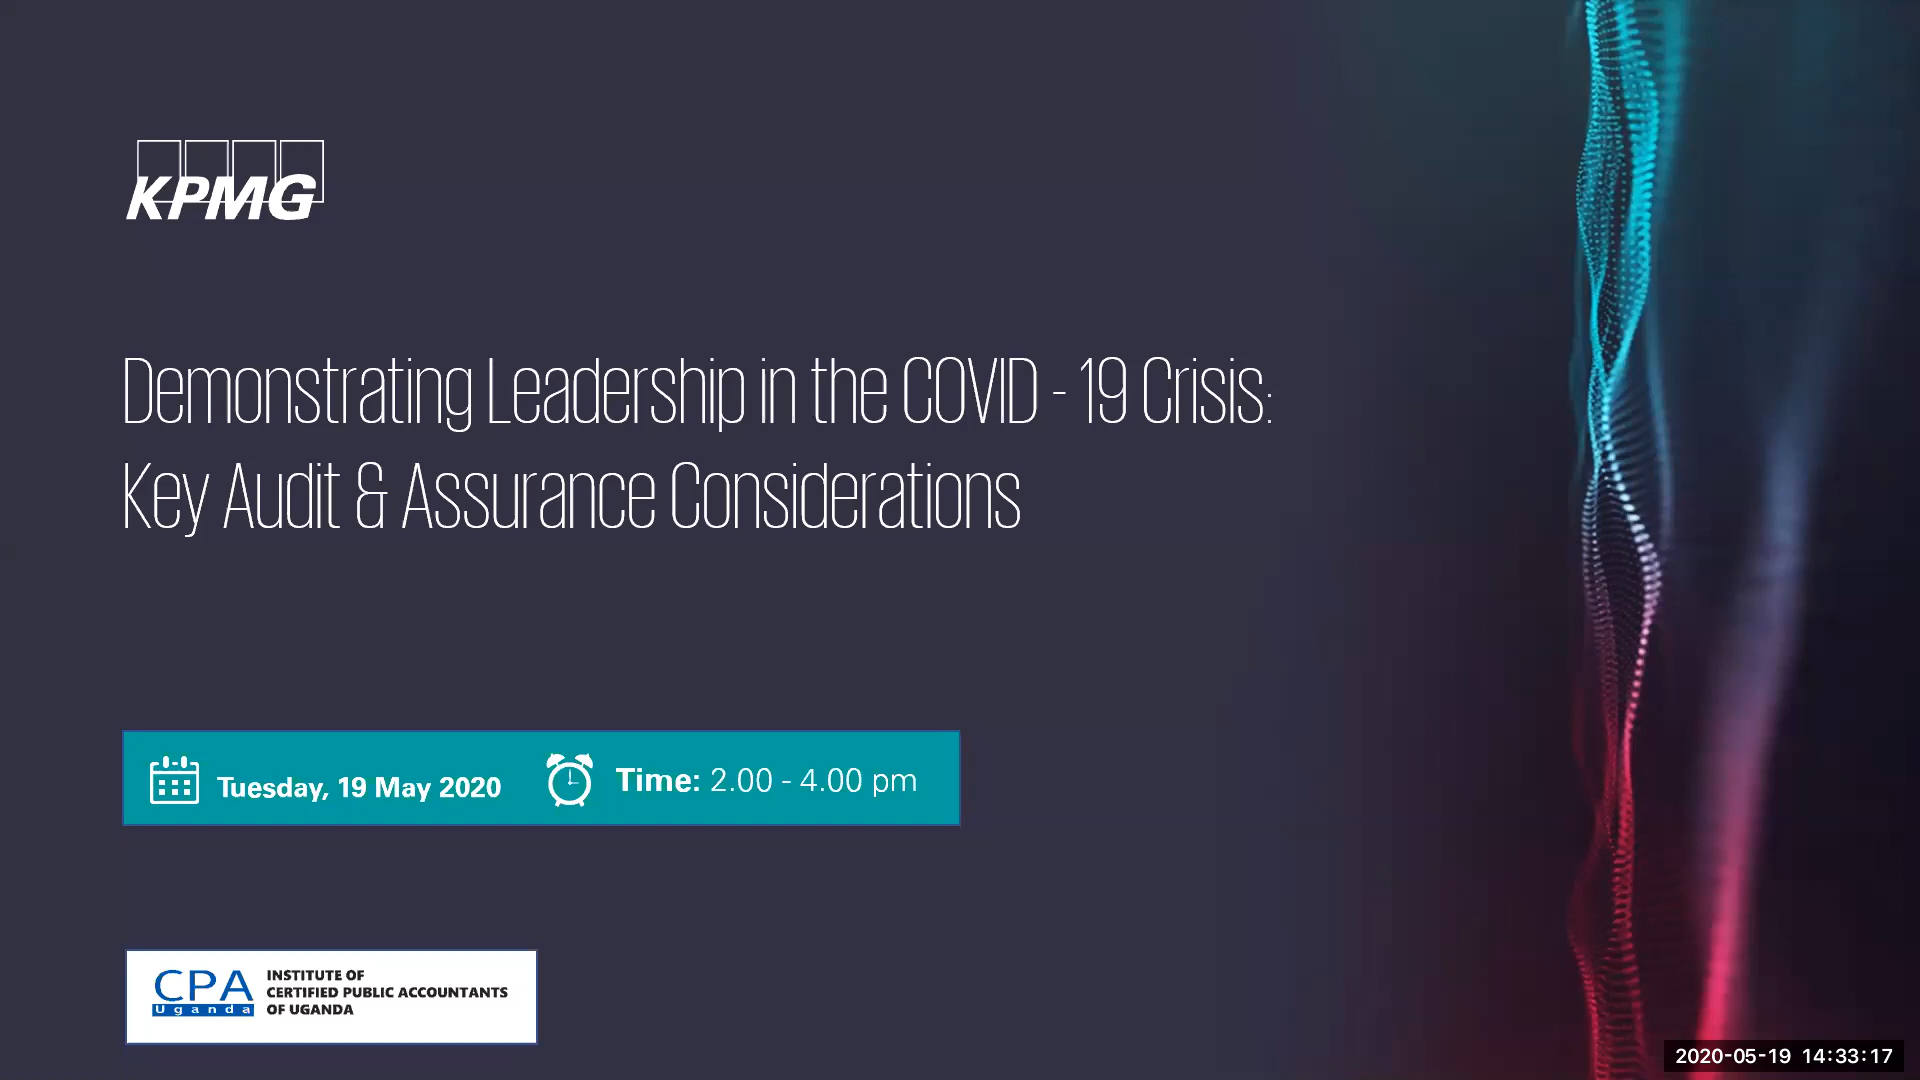 KPMG
Demonstrating Leadership in the COVID - 19 Crisis:
Key Audit & Assurance Considerations
Tuesday, 19 May 2020
Time: 2.00 - 4.00 pm
CPA
Uganda
INSTITUTE OF
CERTIFIED PUBLIC ACCOUNTANTS
OF UGANDA
2020-05-19 14:33:17